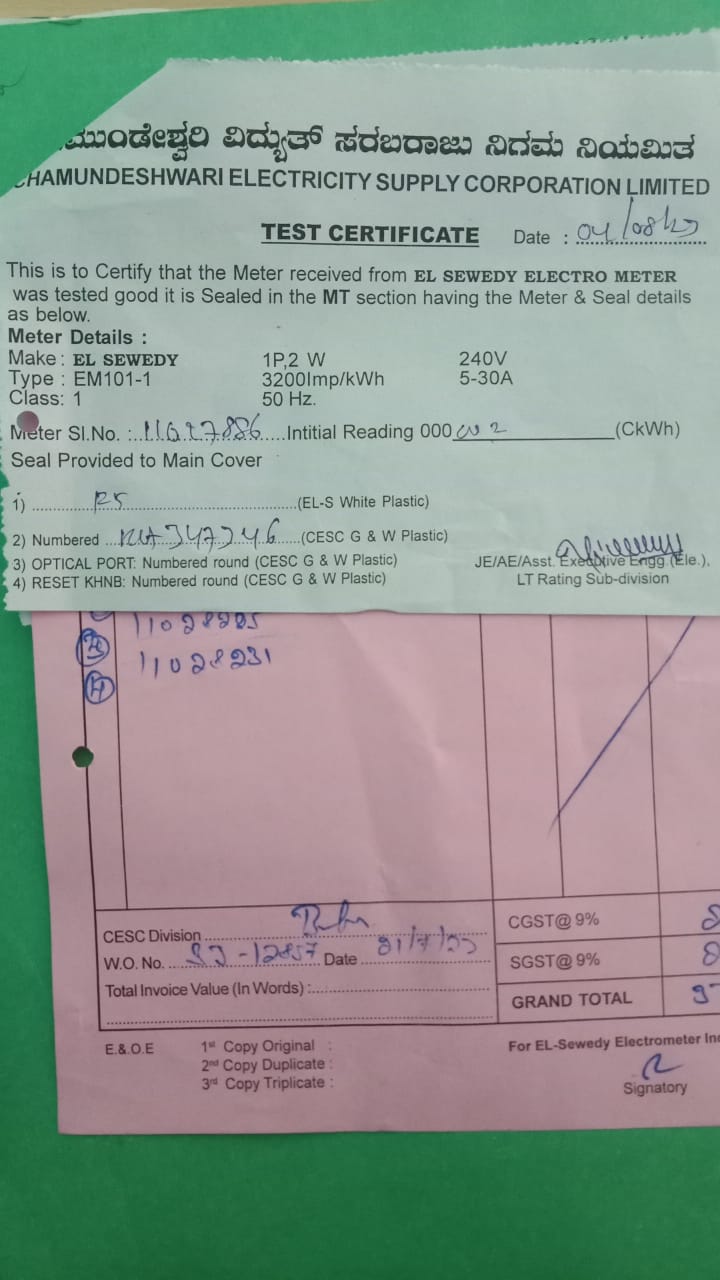 ಮುಂಡೇಶ್ವರಿ ವಿದ್ಯುತ್ ಸರಬರಾಜು ನಿಗಮ ನಿಯಮಿತ
CHAMUNDESHWARI ELECTRICITY SUPPLY CORPORATION LIMITED
TEST CERTIFICATE Date :
This is to Certify that the Meter received from EL SEWEDY ELECTRO METER
was tested good it is Sealed in the MT section having the Meter & Seal details
as below.
Meter Details :
Make : EL SEWEDY 1P,2 W 240V
Type : EM101-1 3200Imp/kWh 5-30A
Class: 1 50 Hz.
Meter Sl.No. : Intitial Reading 000 (CkWh)
Seal Provided to Main Cover
1) (EL-S White Plastic)
2) Numbered (CESC G & W Plastic)
3) OPTICAL PORT: Numbered round (CESC G & W Plastic)
4) RESET KHNB: Numbered round (CESC G & W Plastic)
JE/AE/Asst. Executive Engg.(Ele.),
LT Rating Sub-division
11028231
CESC Division
W.O. No. Date
Total Invoice Value (In Words) :
CGST@ 9%
SGST@ 9%
GRAND TOTAL
E.& O.E 1st Copy Original :
2nd Copy Duplicate :
3rd Copy Triplicate :
For EL-Sewedy Electrometer
Signatory